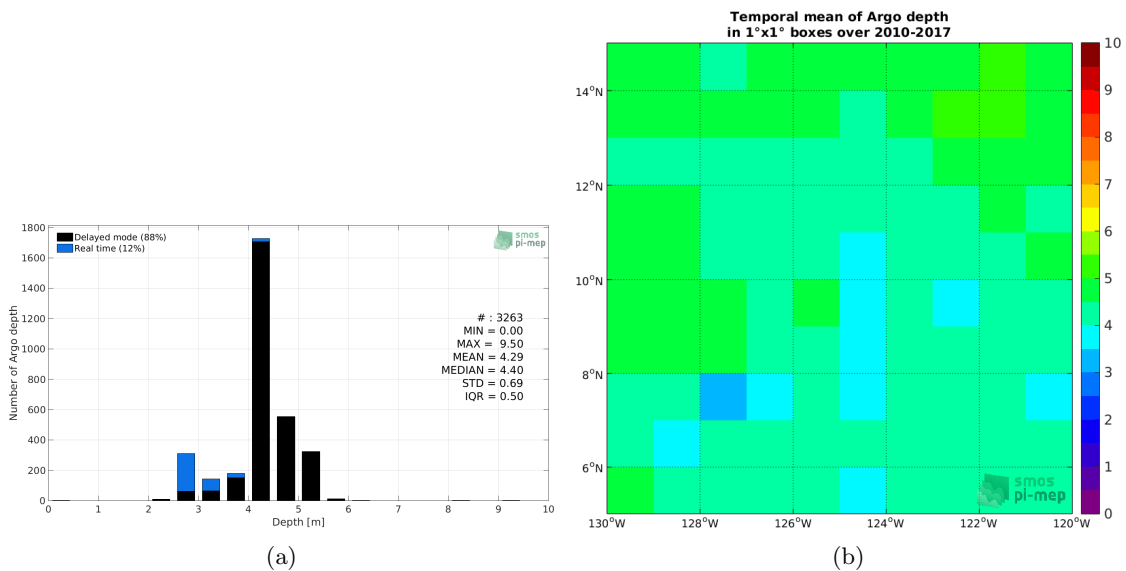 Temporal mean of Argo depth
in 1°x1° boxes over 2010-2017
1800
1600
1400
1200
1000
800
600
400
200
0
Number of Argo depth
Delayed mode (88%)
Real time (12%)
smos
pi-mep
# : 3263
MIN = 0.00
MAX = 9.50
MEAN = 4.29
MEDIAN = 4.40
STD = 0.69
IQR = 0.50
0 1 2 3 4 5 6 7 8 9 10
Depth [m]
(a)
14°N
12°N
10°N
8°N
6°N
130°W 128°W 126°W 124°W 122°W 120°W
smos
pi-mep
10
9
8
7
6
5
4
3
2
1
0
(b)